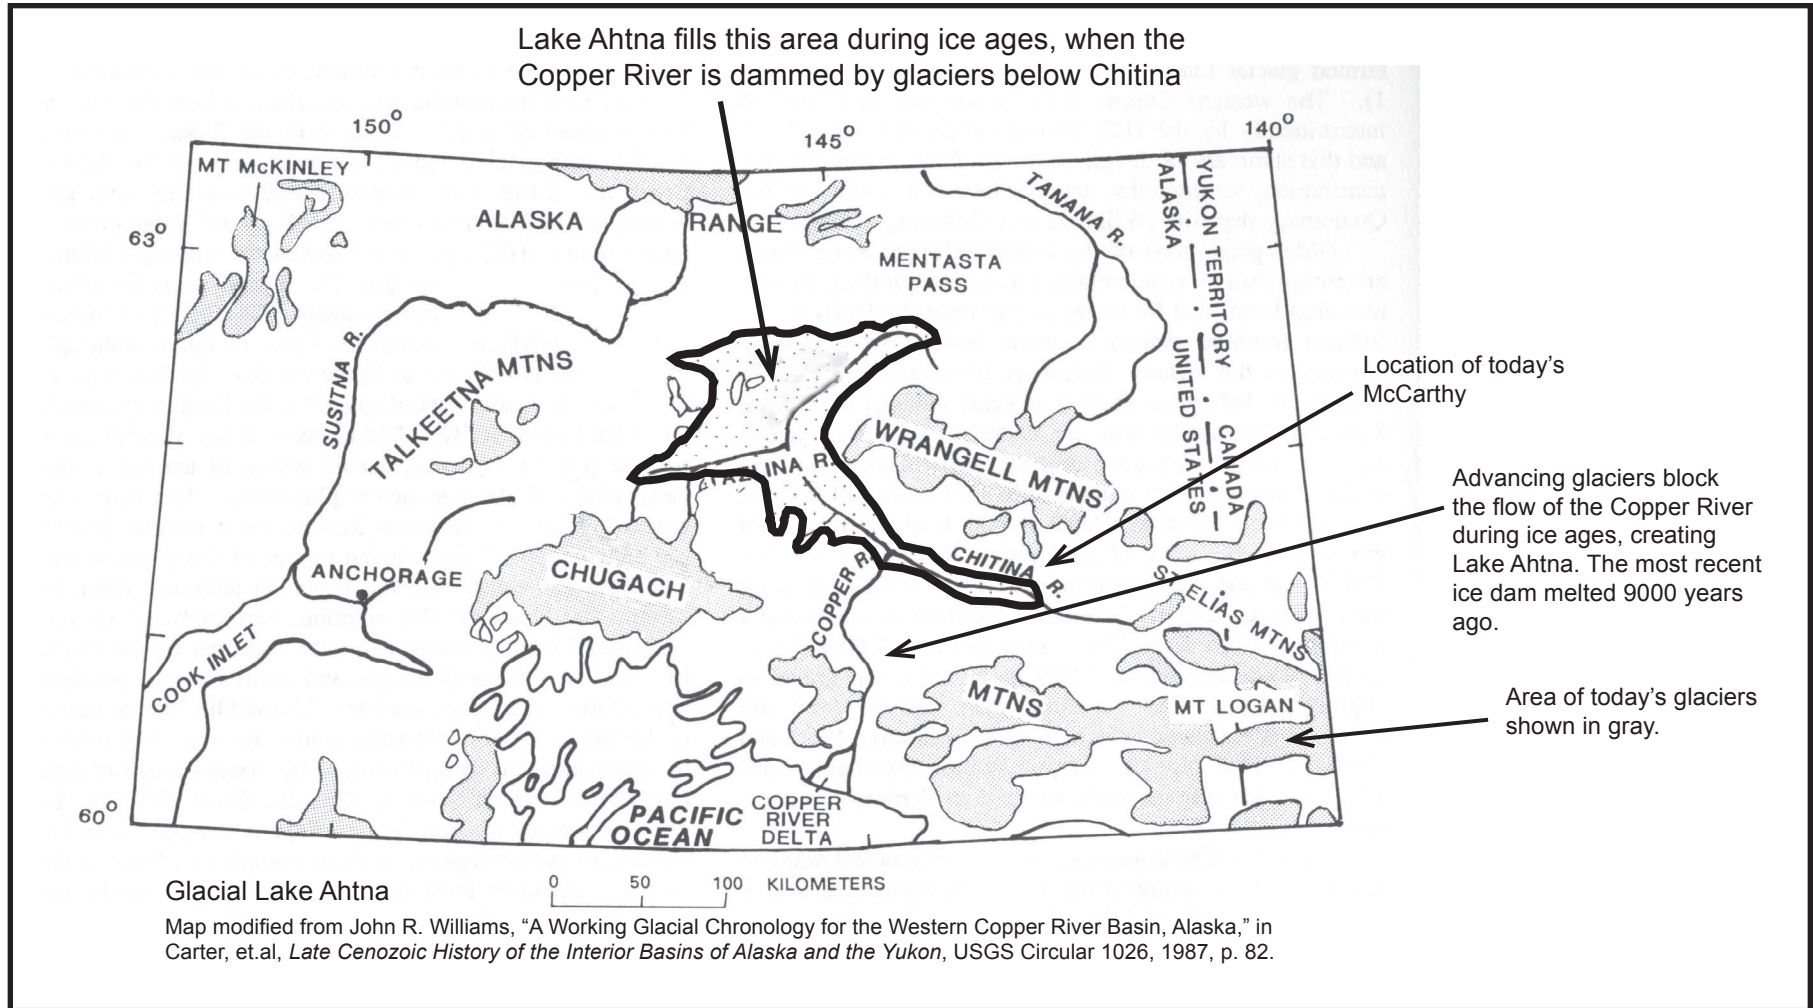 Lake Ahtna fills this area during ice ages, when the
Copper River is dammed by glaciers below Chitina
150o
145o
140o
MT McKINLEY
ALASKA
RANGE
TANANA R.
ALASKA
YUKON TERRITORY
63o
MENTASTA
PASS
SUSITNA R.
TALKEETNA MTNS
UNITED STATES
CANADA
Location of today’s
McCarthy
WRANGELL MTNS
TAZLINA R.
Advancing glaciers block
the flow of the Copper River
during ice ages, creating
Lake Ahtna. The most recent
ice dam melted 9000 years
ago.
CHITINA R.
ANCHORAGE
CHUGACH
COPPER R.
ST. ELIAS MTNS
COOK INLET
MTNS
MT LOGAN
Area of today’s glaciers
shown in gray.
60o
PACIFIC
OCEAN
COPPER
RIVER
DELTA
Glacial Lake Ahtna
0 50 100 KILOMETERS
Map modified from John R. Williams, “A Working Glacial Chronology for the Western Copper River Basin, Alaska,” in
Carter, et.al, Late Cenozoic History of the Interior Basins of Alaska and the Yukon, USGS Circular 1026, 1987, p. 82.